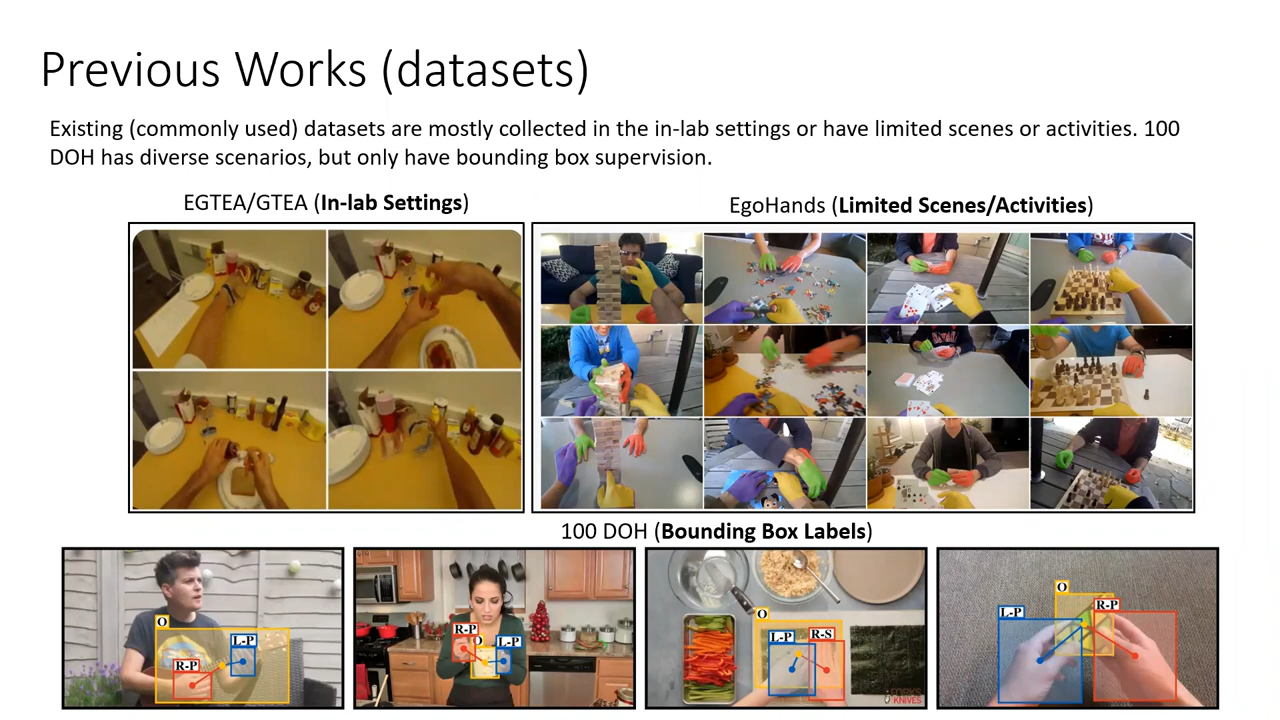 Previous Works (datasets)
Existing (commonly used) datasets are mostly collected in the in-lab settings or have limited scenes or activities. 100
DOH has diverse scenarios, but only have bounding box supervision.
EGTEA/GTEA (In-lab Settings)
EgoHands (Limited Scenes/Activities)
100 DOH (Bounding Box Labels)
O
L-P
R-P
R-P
O
L-P
O
L-P
R-S
KNIVES
O
L-P
R-P